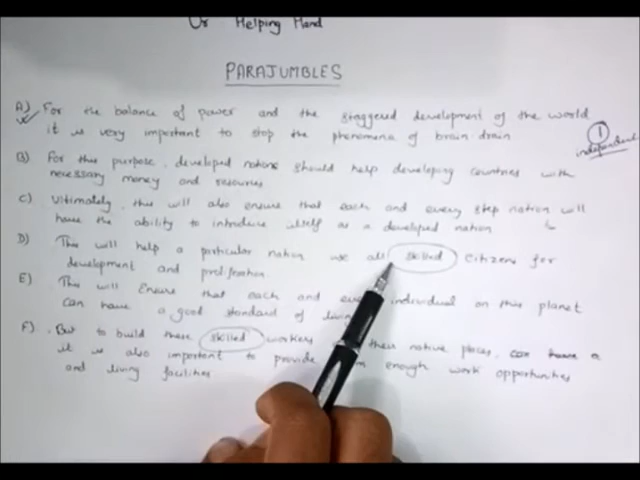 Ur Helping Hand
PARAJUMBLES
A) For the balance of power and the staggered development of the world
it is very important to stop the phenomena of brain-drain
1
independent
B) For this purpose, developed nations should help developing countries with
necessary money and resources
C) Ultimately, this will also ensure that each and every step nation will
have the ability to introduce itself as a developed nation
D) This will help a particular nation use all skilled citizens for
development and proliferation
E) This will Ensure that each and every individual on this planet
can have a good standard of living
F) . But to build these skilled workers their native places, can have a
it is also important to provide enough work opportunities
and living facilities